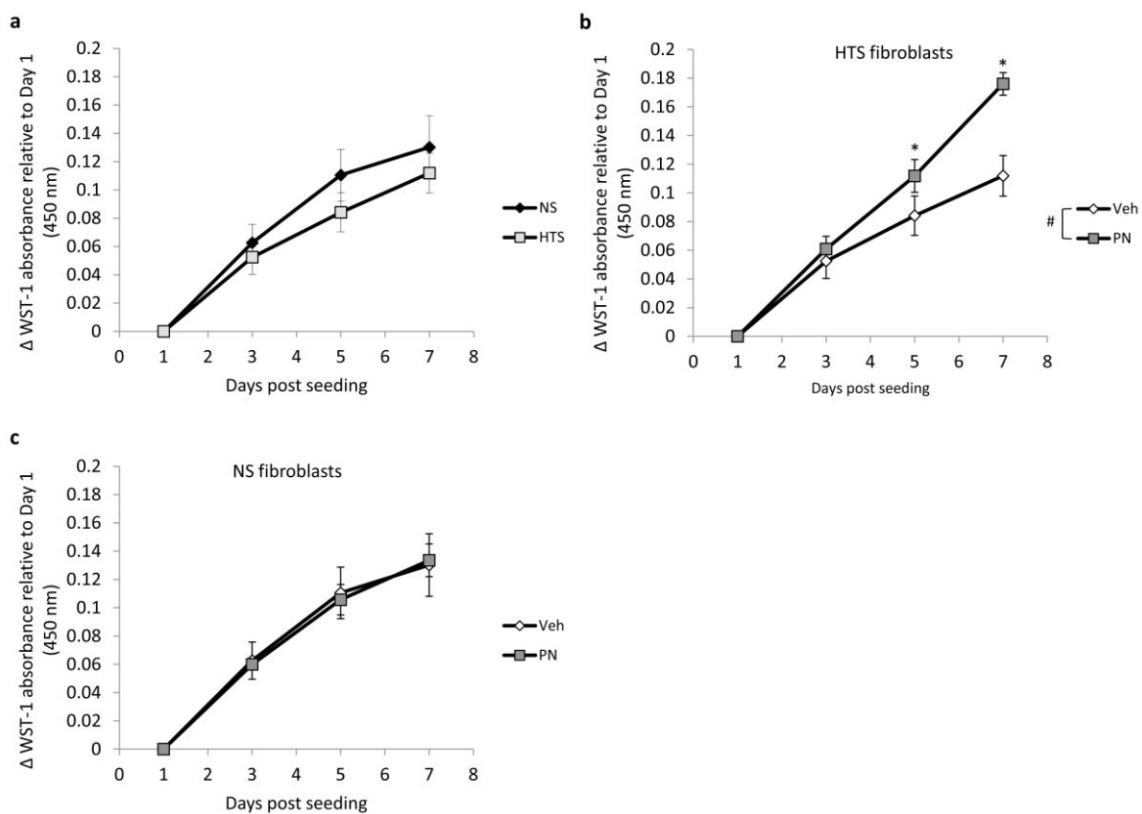 a
Δ WST-1 absorbance relative to Day 1
(450 nm)
0.2
0.18
0.16
0.14
0.12
0.1
0.08
0.06
0.04
0.02
0
0 1 2 3 4 5 6 7 8
Days post seeding
NS
HTS
b
HTS fibroblasts
Δ WST-1 absorbance relative to Day 1
(450 nm)
0.2
0.18
0.16
0.14
0.12
0.1
0.08
0.06
0.04
0.02
0
*
*
0 1 2 3 4 5 6 7 8
Days post seeding
#
Veh
PN
c
NS fibroblasts
Δ WST-1 absorbance relative to Day 1
(450 nm)
0.2
0.18
0.16
0.14
0.12
0.1
0.08
0.06
0.04
0.02
0
0 1 2 3 4 5 6 7 8
Days post seeding
Veh
PN